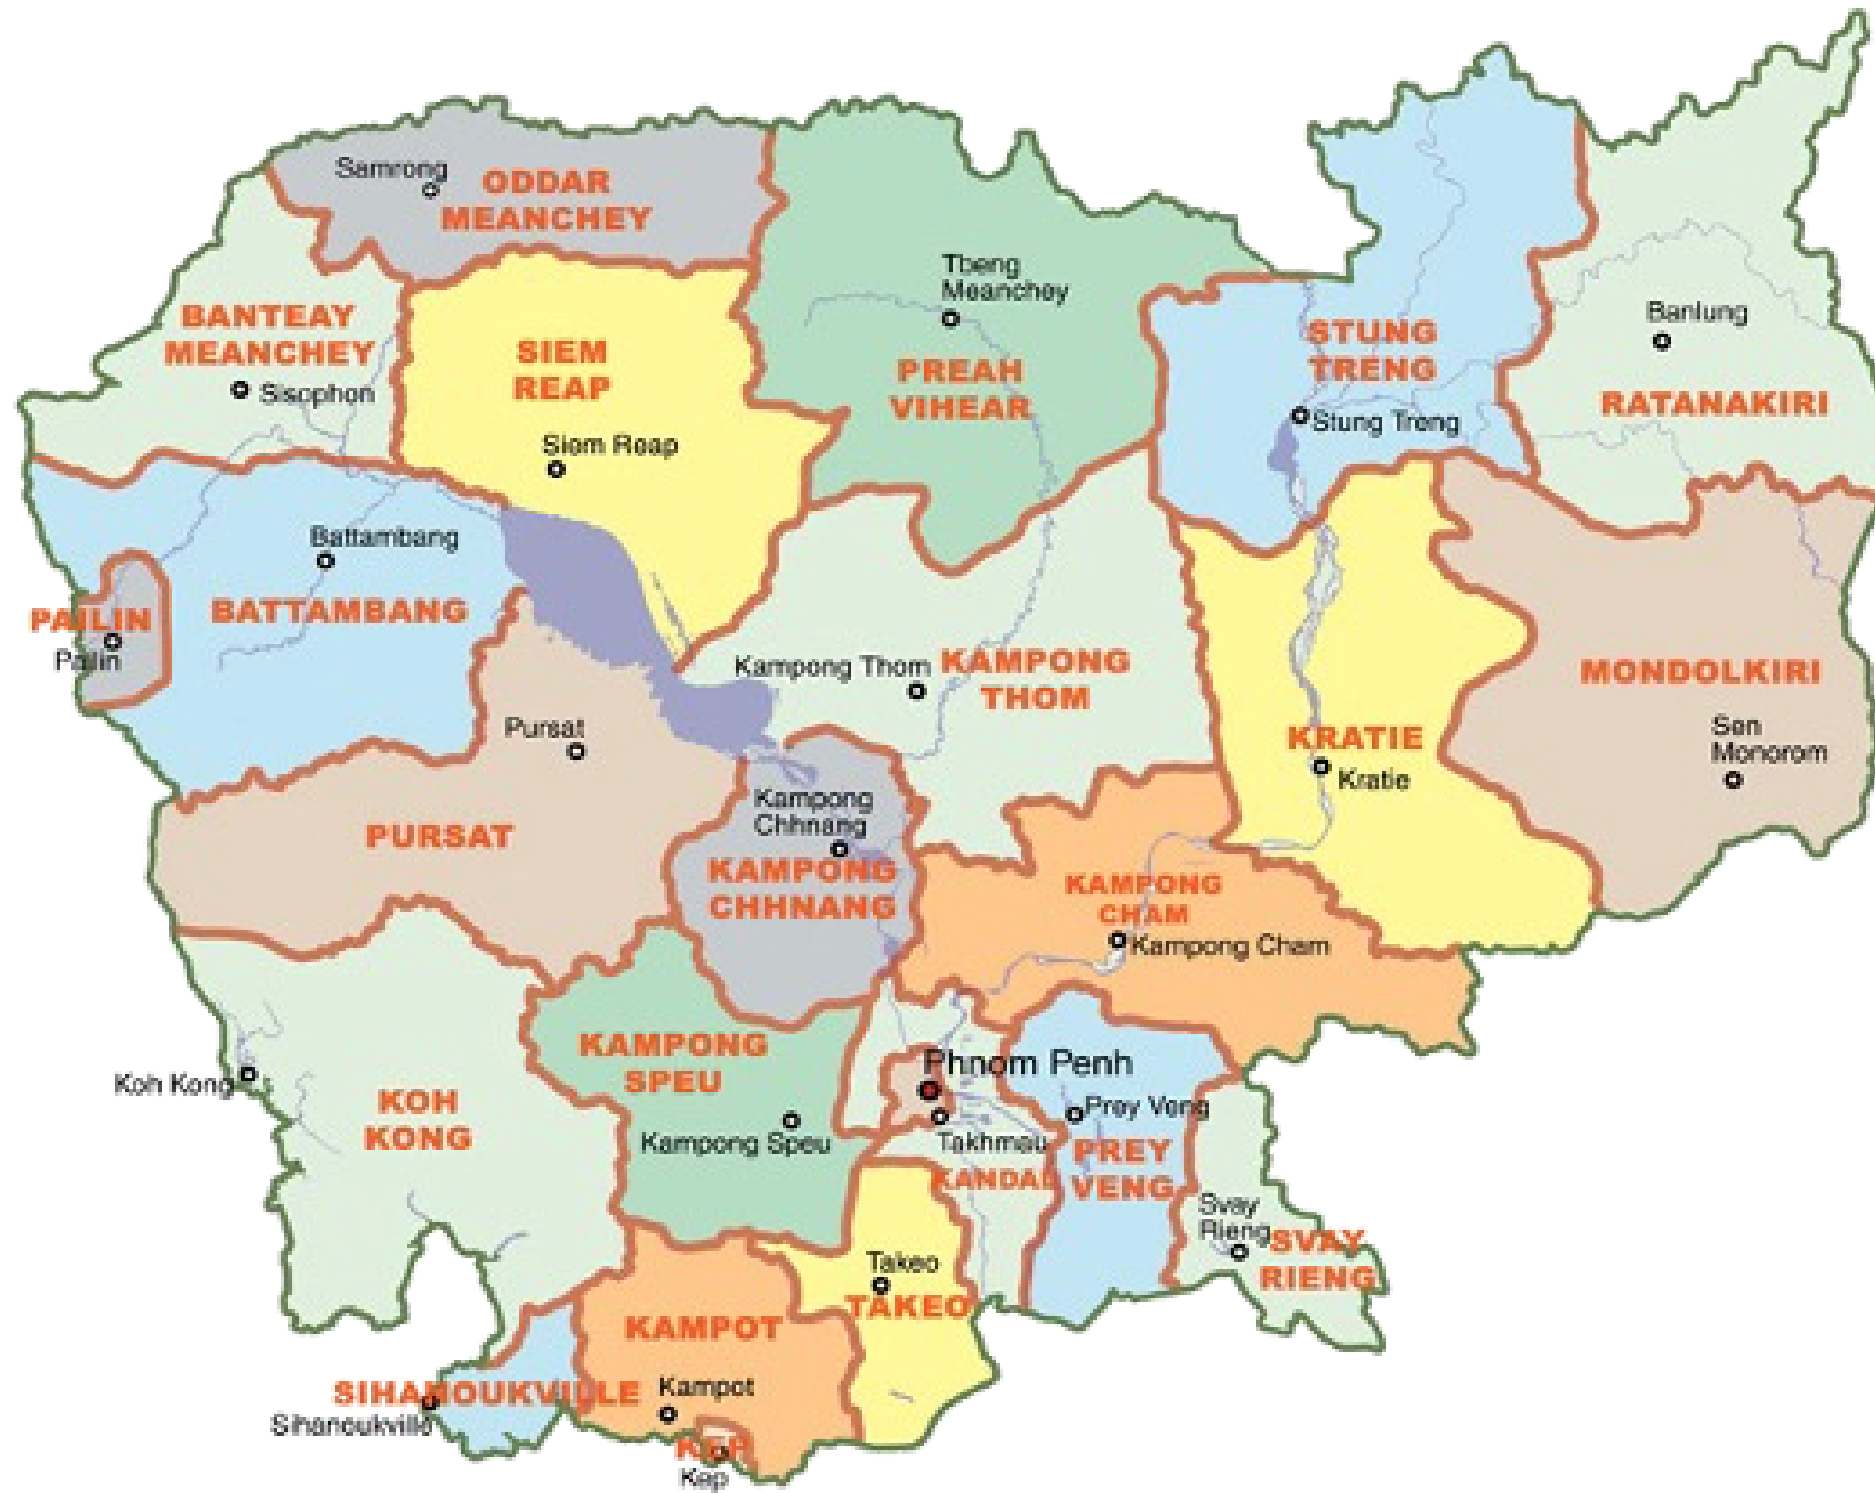 Samrong
ODDAR
MEANCHEY
Tbeng
Meanchey
BANTEAY
MEANCHEY
Sisophon
SIEM
REAP
Siem Reap
PREAH
VIHEAR
STUNG
TRENG
Stung Treng
Banlung
RATANAKIRI
Battambang
BATTAMBANG
PAILIN
Pailin
Kampong Thom
KAMPONG
THOM
MONDOLKIRI
Sen
Monorom
Pursat
PURSAT
KRATIE
Kratie
Kampong
Chhnang
KAMPONG
CHHNANG
KAMPONG
CHAM
Kampong Cham
KAMPONG
SPEU
Kampong Speu
Phnom Penh
Koh Kong
KOH
KONG
Prey Veng
PREY
VENG
Takhmau
KANDAL
Svay
Rieng
SVAY
RIENG
Takeo
TAKEO
KAMPOT
Kampot
SIHANOUKVILLE
Sihanoukville
KEP
Kep